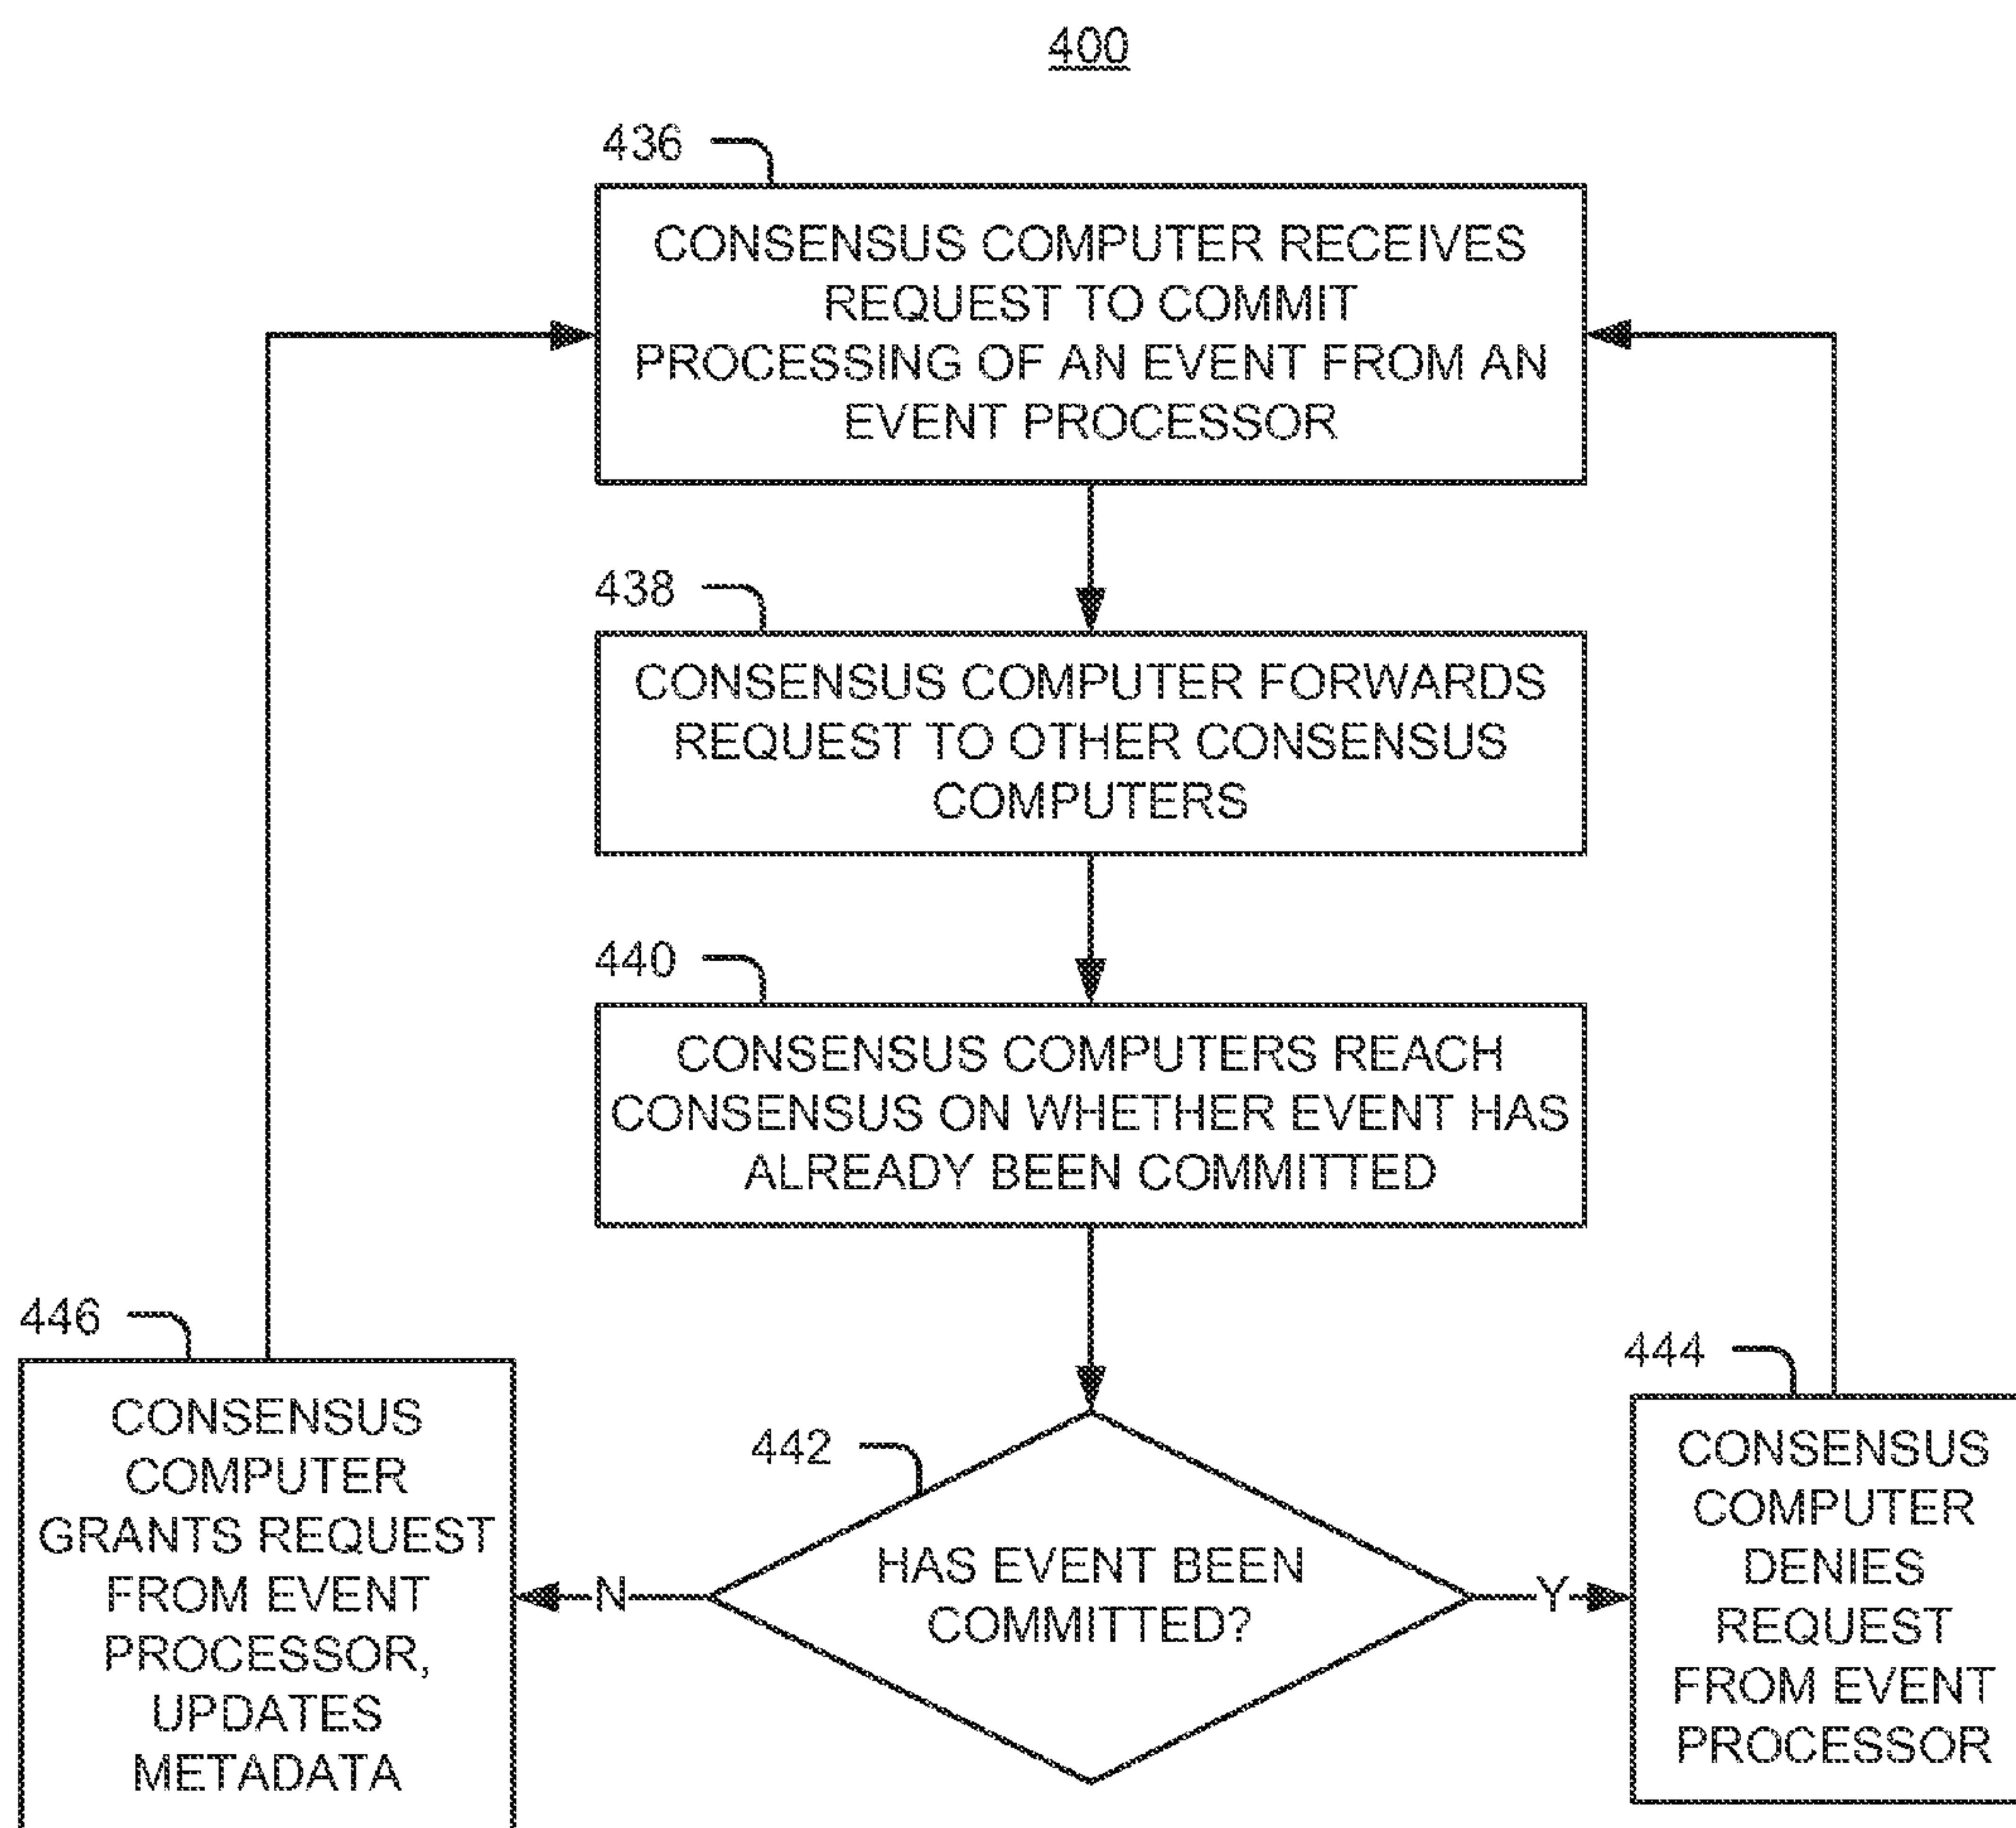 400
436
CONSENSUS COMPUTER RECEIVES
REQUEST TO COMMIT
PROCESSING OF AN EVENT FROM AN
EVENT PROCESSOR
438
CONSENSUS COMPUTER FORWARDS
REQUEST TO OTHER CONSENSUS
COMPUTERS
440
CONSENSUS COMPUTERS REACH
CONSENSUS ON WHETHER EVENT HAS
ALREADY BEEN COMMITTED
446
CONSENSUS
COMPUTER
GRANTS REQUEST
FROM EVENT
PROCESSOR,
UPDATES
METADATA
N
442
HAS EVENT BEEN
COMMITTED?
Y
444
CONSENSUS
COMPUTER
DENIES
REQUEST
FROM EVENT
PROCESSOR